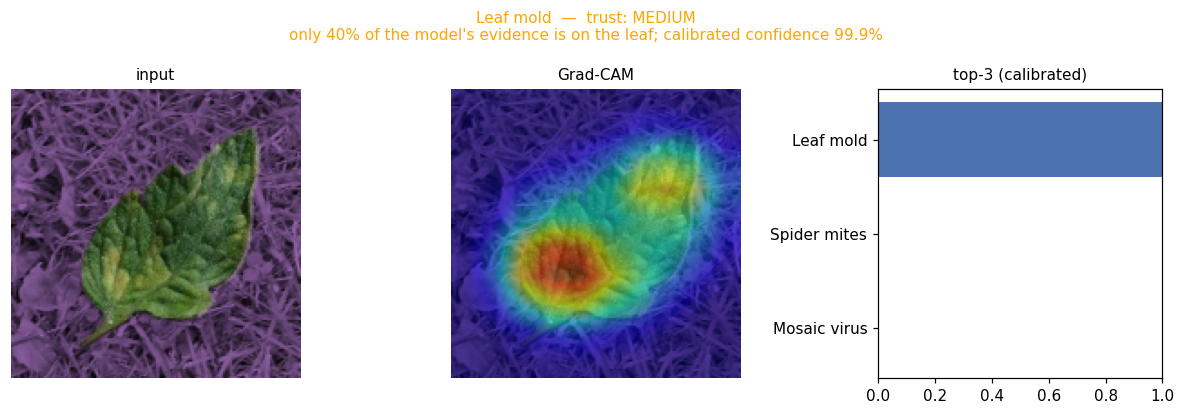 Leaf mold  —  trust: MEDIUM
only 40% of the model's evidence is on the leaf; calibrated confidence 99.9%
input
Grad-CAM
top-3 (calibrated)
Leaf mold
Spider mites
Mosaic virus
0.0 0.2 0.4 0.6 0.8 1.0